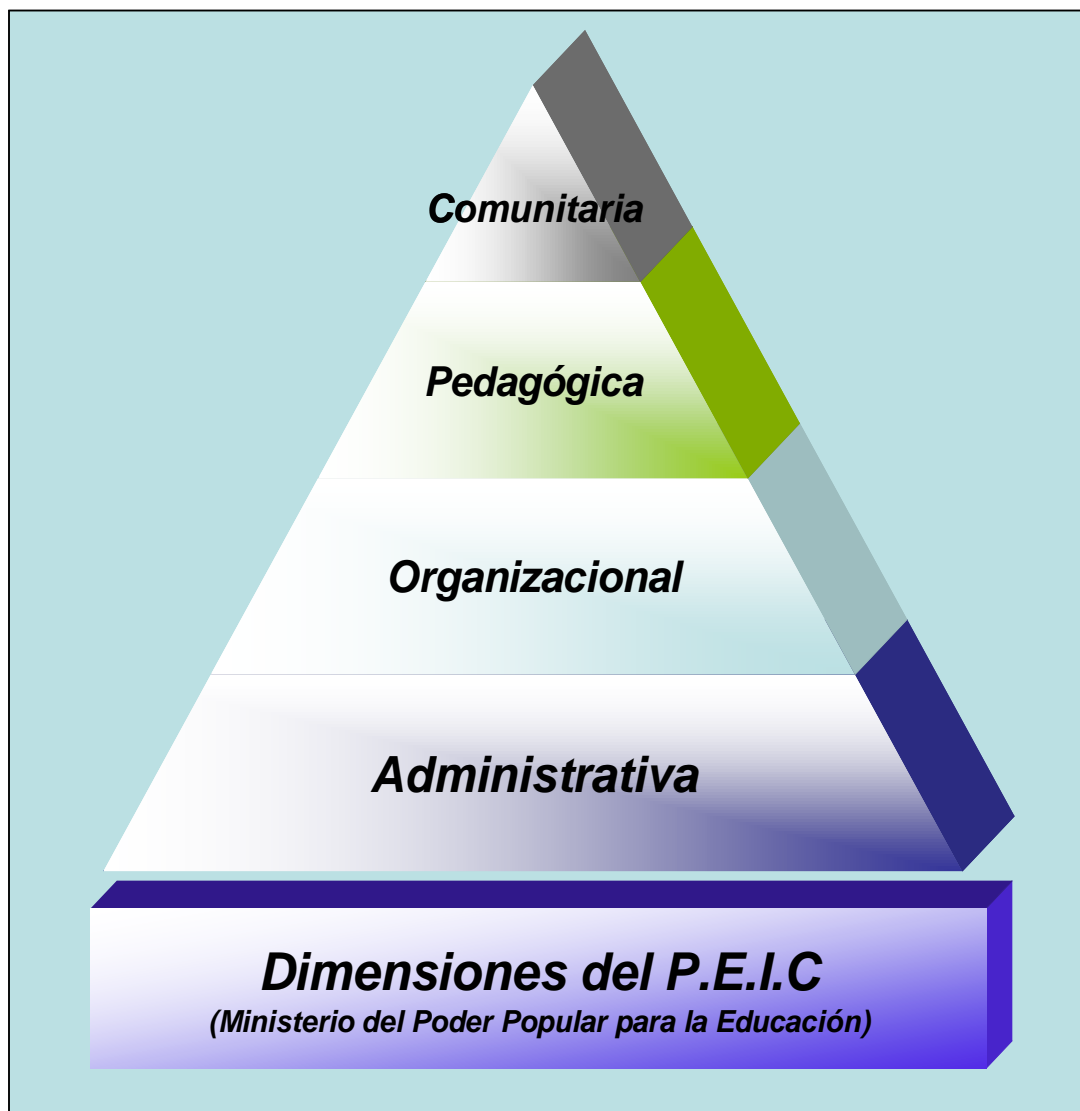 Comunitaria
Pedagógica
Organizacional
Administrativa
Dimensiones del P.E.I.C
(Ministerio del Poder Popular para la Educación)